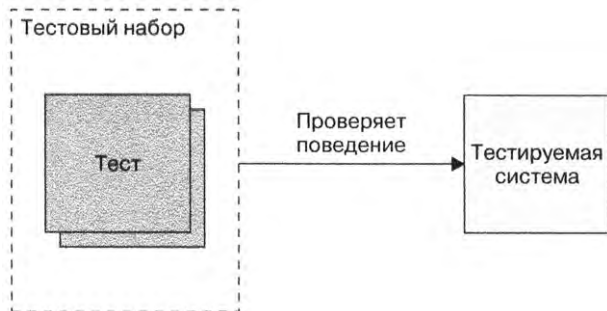 Тестовый набор
Тест
Проверяет
поведение
Тестируемая
система